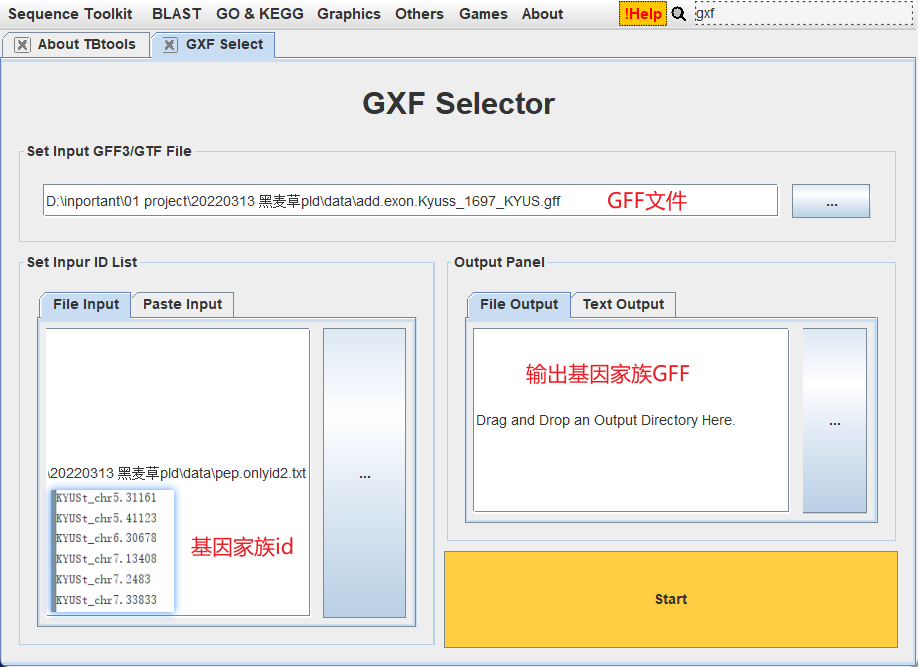 Sequence Toolkit BLAST GO & KEGG Graphics Others Games About !Help gxf
About TBtools GXF Select
GXF Selector
Set Input GFF3/GTF File
D:\inportant\01 project\20220313 黑麦草pld\data\add.exon.Kyuss_1697_KYUS.gff GFF文件 ...
Set Inpur ID List
File Input Paste Input
\20220313 黑麦草pld\data\pep.onlyid2.txt
...
KYUSt_chr5.31161
KYUSt_chr5.41123
KYUSt_chr6.30678
KYUSt_chr7.13408
KYUSt_chr7.2483
KYUSt_chr7.33833
基因家族id
Output Panel
File Output Text Output
输出基因家族GFF
Drag and Drop an Output Directory Here.
...
Start